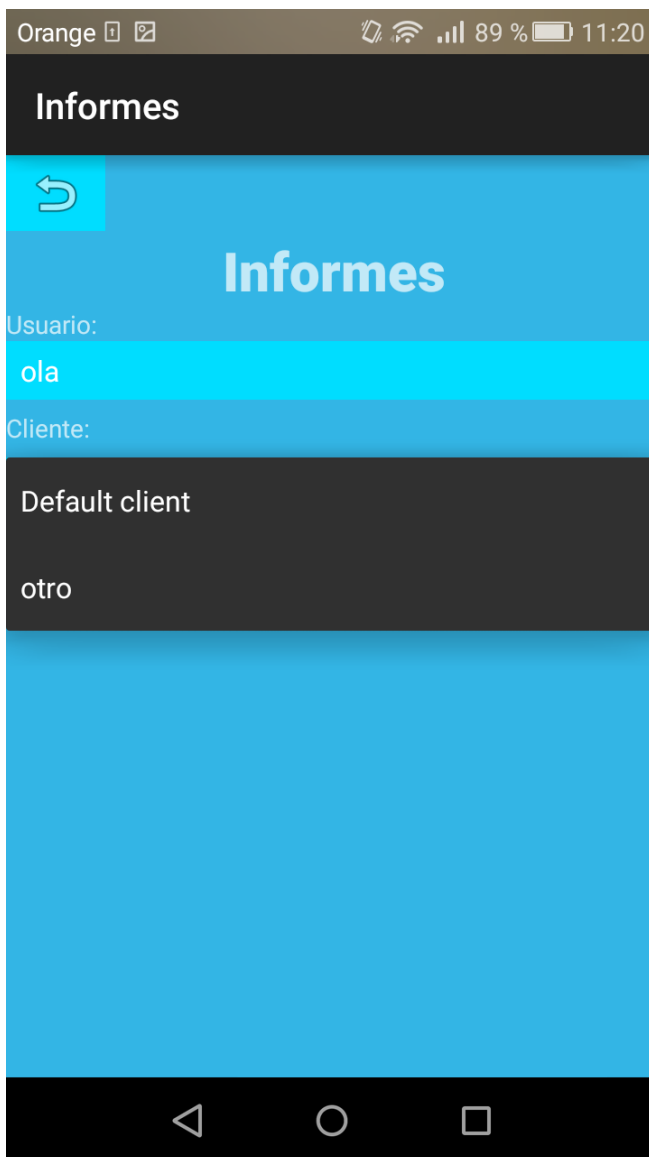 Orange 89 % 11:20
Informes
Informes
Usuario:
ola
Cliente:
Default client
otro